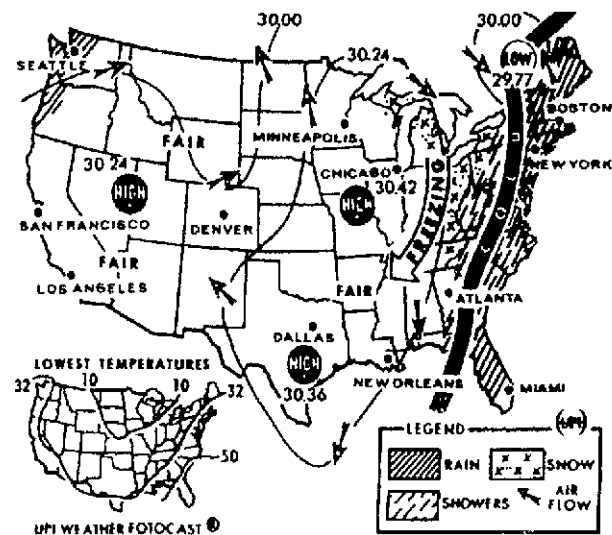 30.00
30.00
30.24
LOW
2977
SEATTLE
BOSTON
FAIR
MINNEAPOLIS
NEW YORK
30.24
CHICAGO
HIGH
30.42
HIGH
FREEZING
COLD
SAN FRANCISCO
DENVER
FAIR
LOS ANGELES
FAIR
ATLANTA
DALLAS
HIGH
30.36
NEW ORLEANS
MIAMI
LOWEST TEMPERATURES
32
10
10
32
50
LEGEND
UPI
RAIN
SNOW
SHOWERS
AIR FLOW
UPI WEATHER FOTOCAST ®